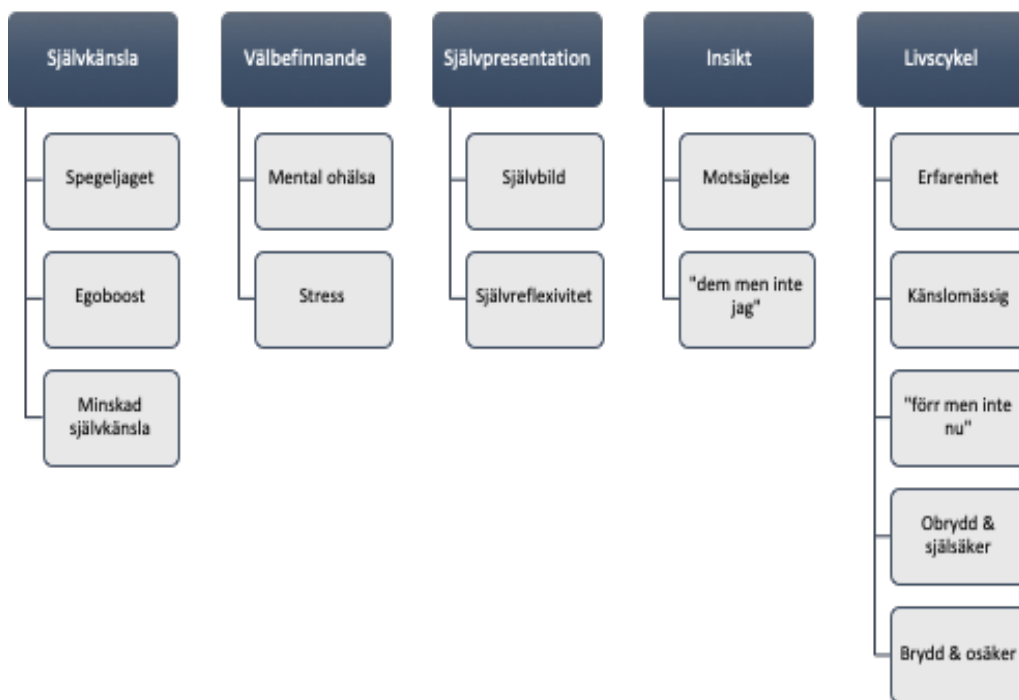 Självkänsla
Spegeljaget
Egoboost
Minskad
självkänsla
Välbefinnande
Mental ohälsa
Stress
Självpresentation
Självbild
Självreflexivitet
Insikt
Motsägelse
"dem men inte
jag"
Livscykel
Erfarenhet
Känslomässig
"förr men inte
nu"
Obrydd &
själsäker
Brydd & osäker